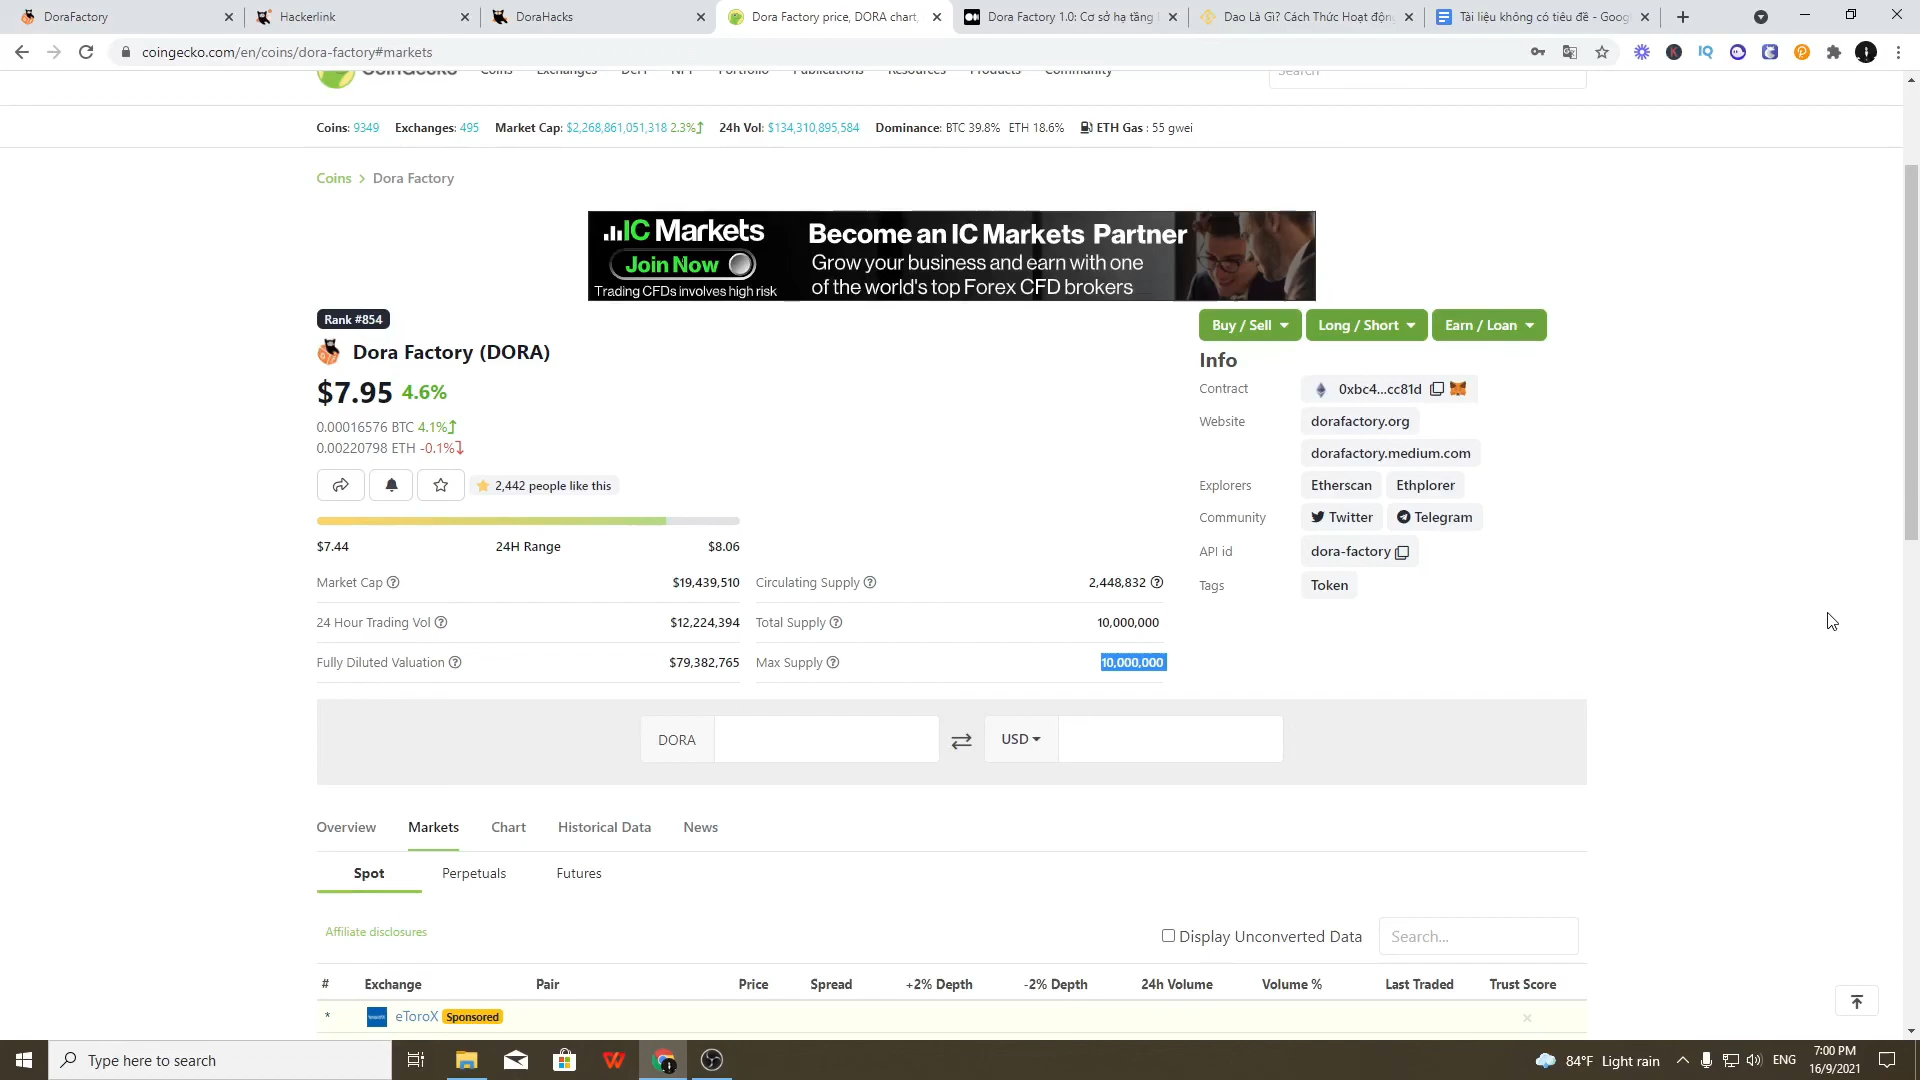 DoraFactory
Hackerlink
DoraHacks
Dora Factory price, DORA chart,
Dora Factory 1.0: Cơ sở hạ tầng
Dao Là Gì? Cách Thức Hoạt độn
Tài liệu không có tiêu đề - Goog
coingecko.com/en/coins/dora-factory#markets
CoinGecko
Coins
Exchanges
DeFi
NFT
Portfolio
Publications
Resources
Products
Community
Search
Coins: 9349 Exchanges: 495 Market Cap: $2,268,861,051,318 2.3% 24h Vol: $134,310,895,584 Dominance: BTC 39.8% ETH 18.6% ETH Gas : 55 gwei
Coins > Dora Factory
IC Markets
Join Now
Trading CFDs involves high risk
Become an IC Markets Partner
Grow your business and earn with one
of the world's top Forex CFD brokers
Rank #854
Dora Factory (DORA)
$7.95 4.6%
0.00016576 BTC 4.1%
0.00220798 ETH -0.1%
2,442 people like this
$7.44 24H Range $8.06
Market Cap $19,439,510
24 Hour Trading Vol $12,224,394
Fully Diluted Valuation $79,382,765
Circulating Supply 2,448,832
Total Supply 10,000,000
Max Supply 10,000,000
Buy / Sell
Long / Short
Earn / Loan
Info
Contract 0xbc4...cc81d
Website dorafactory.org
dorafactory.medium.com
Explorers Etherscan Ethplorer
Community Twitter Telegram
API id dora-factory
Tags Token
DORA
USD
Overview Markets Chart Historical Data News
Spot Perpetuals Futures
Affiliate disclosures
Display Unconverted Data
Search...
# Exchange Pair Price Spread +2% Depth -2% Depth 24h Volume Volume % Last Traded Trust Score
* eToroX Sponsored
Type here to search
84°F Light rain
ENG
7:00 PM
16/9/2021